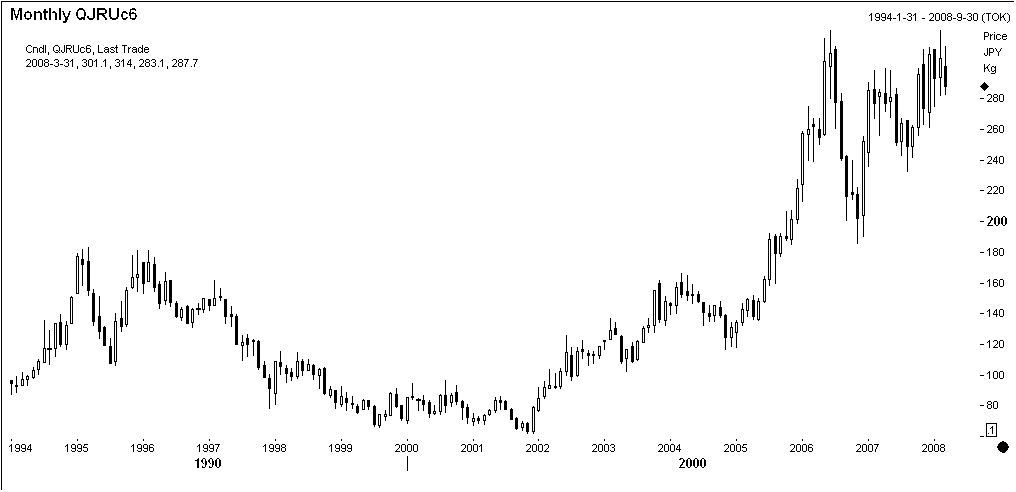 Monthly QJRUc6
1994-1-31 - 2008-9-30 (TOK)
Cndl, QJRUc6, Last Trade
2008-3-31, 301.1, 314, 283.1, 287.7
Price
JPY
Kg
280
260
240
220
200
180
160
140
120
100
80
1
1994 1995 1996 1997 1998 1999 2000 2001 2002 2003 2004 2005 2006 2007 2008
1990 2000